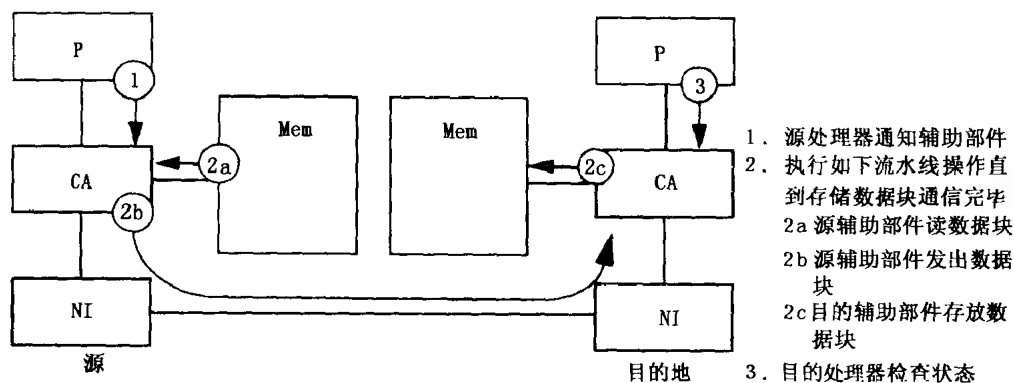 P
1
P
3
Mem
Mem
2a
2c
CA
CA
2b
NI
NI
源
目的地
1. 源处理器通知辅助部件
2. 执行如下流水线操作直
到存储数据块通信完毕
2a 源辅助部件读数据块
2b 源辅助部件发出数据
块
2c目的辅助部件存放数
据块
3. 目的处理器检查状态